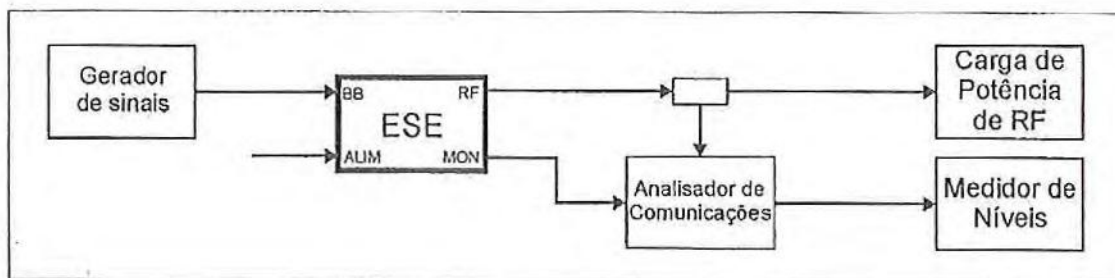 Gerador
de sinais
BB
RF
ESE
ALIM
MON
Carga de
Potência
de RF
Analisador de
Comunicações
Medidor de
Níveis